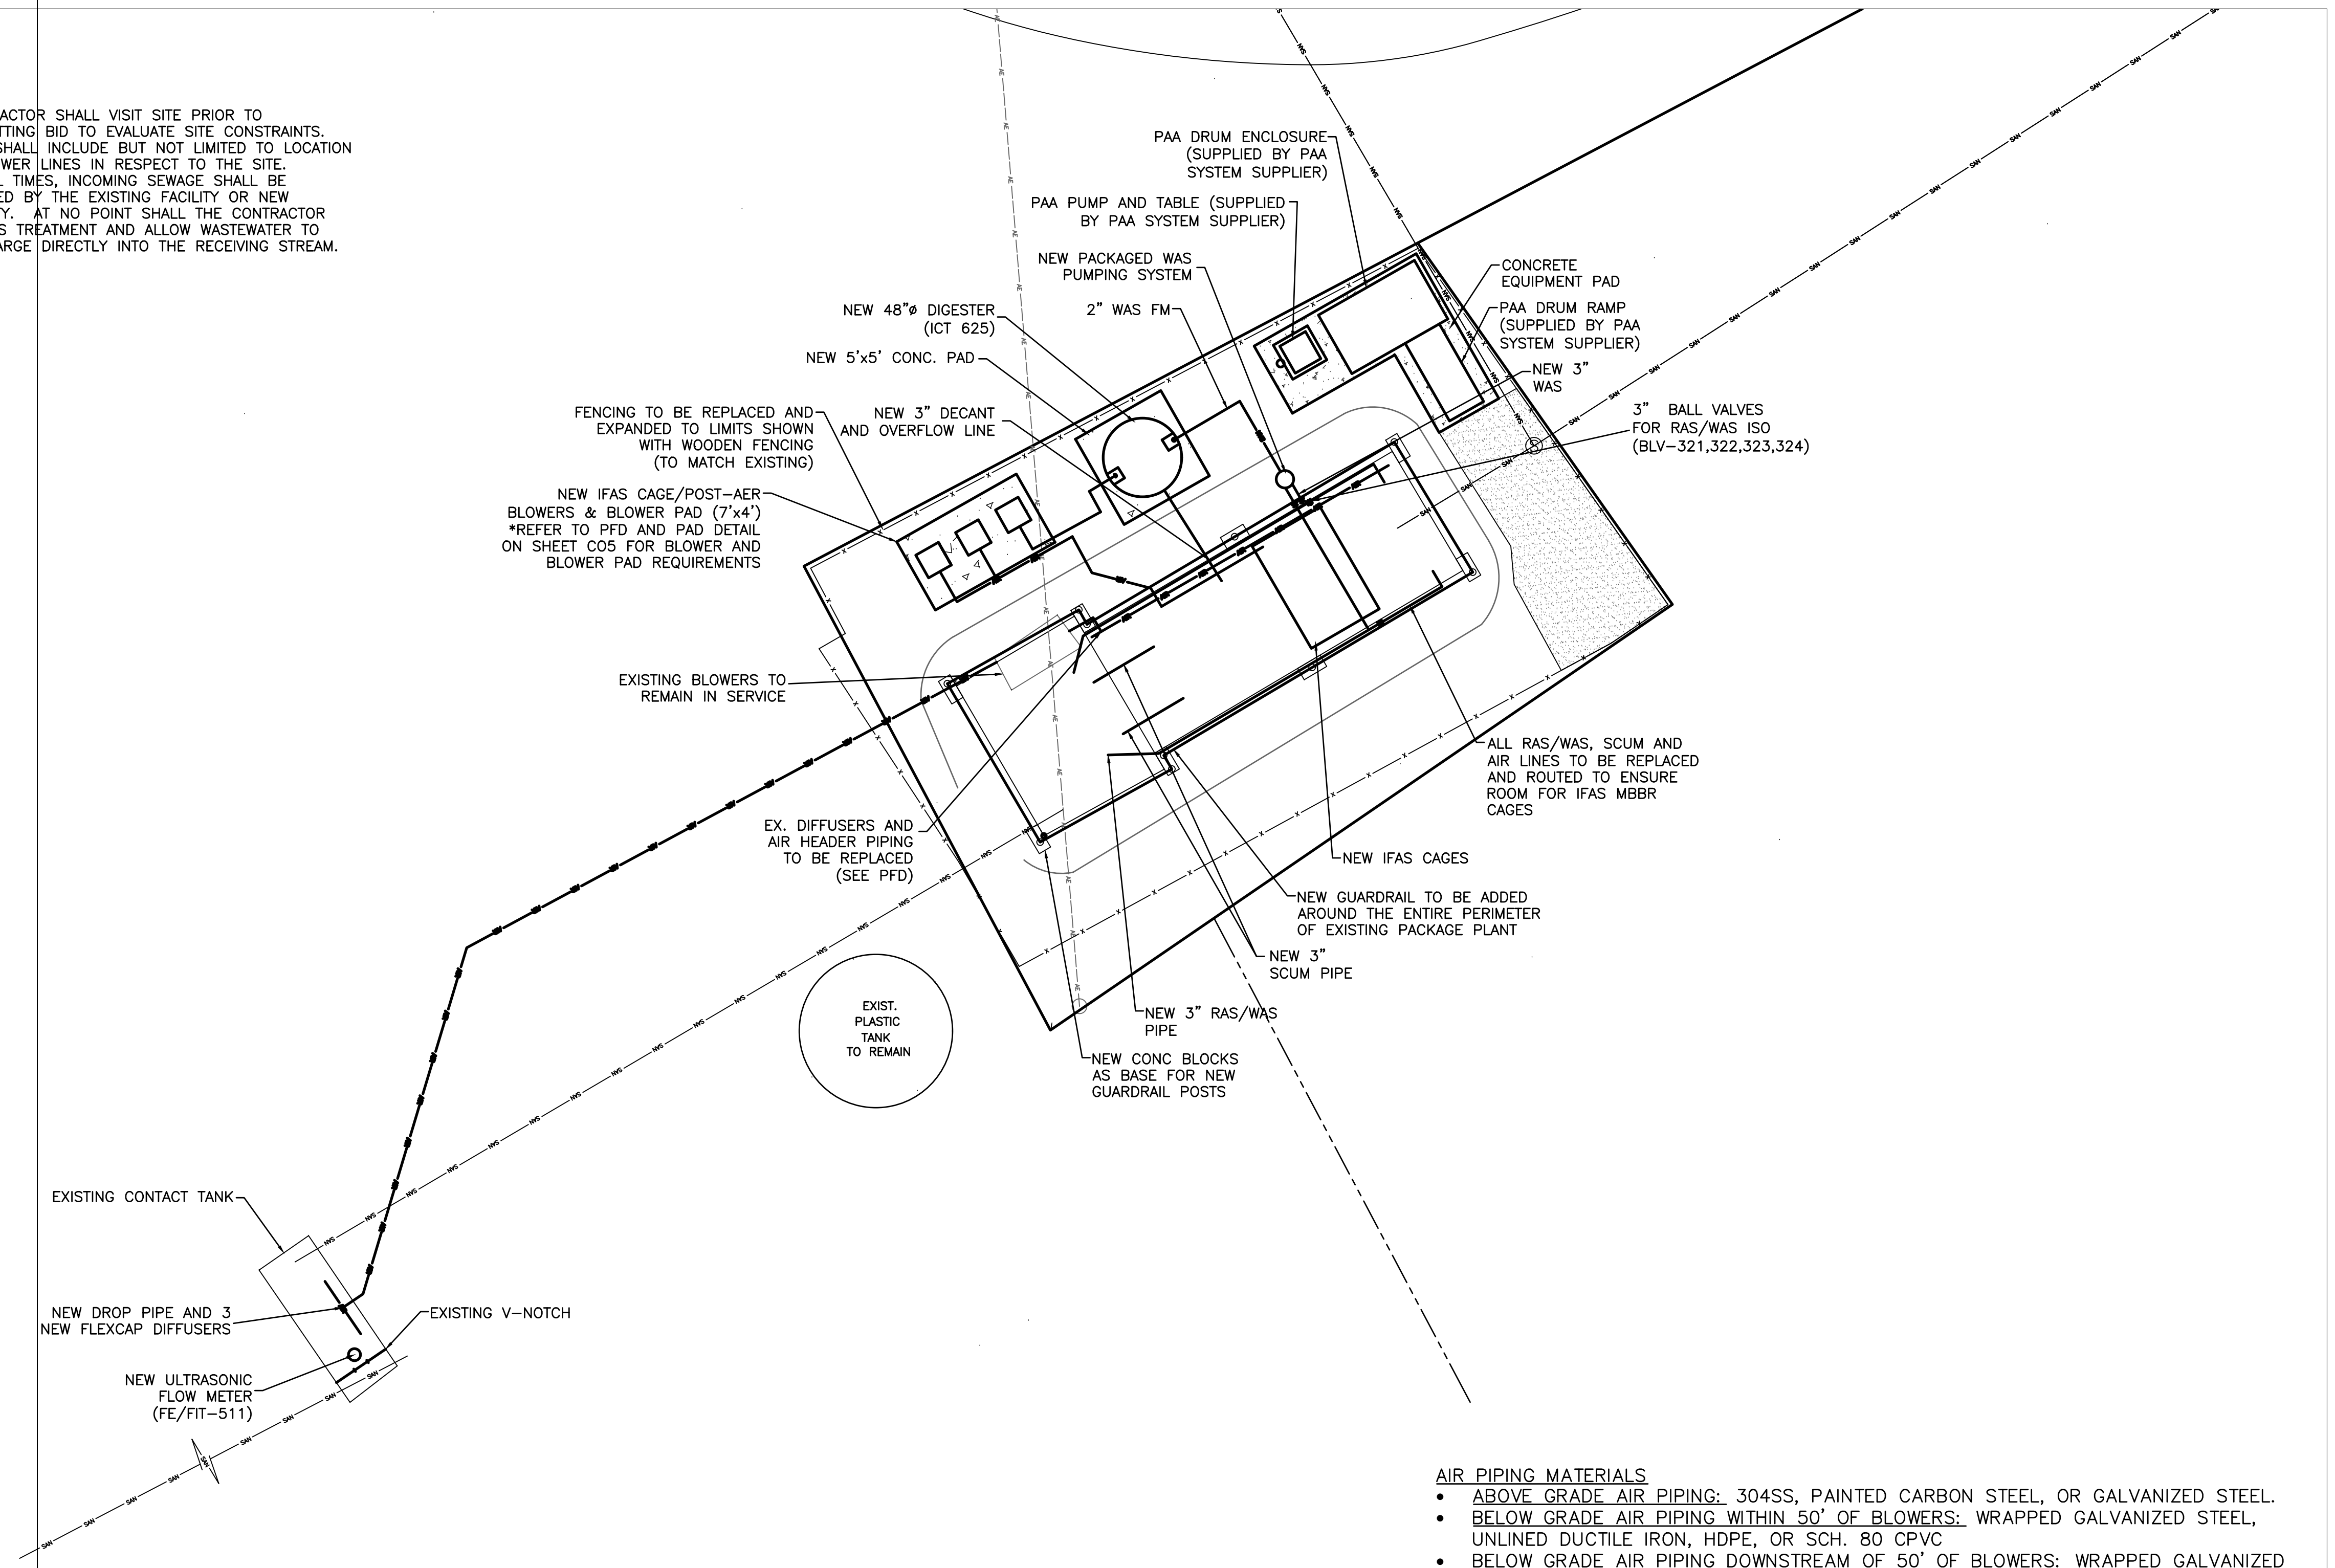 ACTOR SHALL VISIT SITE PRIOR TO
TTING BID TO EVALUATE SITE CONSTRAINTS.
SHALL INCLUDE BUT NOT LIMITED TO LOCATION
WER LINES IN RESPECT TO THE SITE.
L TIMES, INCOMING SEWAGE SHALL BE
ED BY THE EXISTING FACILITY OR NEW
TY. AT NO POINT SHALL THE CONTRACTOR
S TREATMENT AND ALLOW WASTEWATER TO
ARGE DIRECTLY INTO THE RECEIVING STREAM.
PAA DRUM ENCLOSURE
(SUPPLIED BY PAA
SYSTEM SUPPLIER)
PAA PUMP AND TABLE (SUPPLIED
BY PAA SYSTEM SUPPLIER)
NEW PACKAGED WAS
PUMPING SYSTEM
2" WAS FM
NEW 48"ø DIGESTER
(ICT 625)
NEW 5'x5' CONC. PAD
NEW 3" DECANT
AND OVERFLOW LINE
FENCING TO BE REPLACED AND
EXPANDED TO LIMITS SHOWN
WITH WOODEN FENCING
(TO MATCH EXISTING)
NEW IFAS CAGE/POST-AER
BLOWERS & BLOWER PAD (7'x4')
*REFER TO PFD AND PAD DETAIL
ON SHEET C05 FOR BLOWER AND
BLOWER PAD REQUIREMENTS
CONCRETE
EQUIPMENT PAD
PAA DRUM RAMP
(SUPPLIED BY PAA
SYSTEM SUPPLIER)
NEW 3"
WAS
3" BALL VALVES
FOR RAS/WAS ISO
(BLV-321,322,323,324)
EXISTING BLOWERS TO
REMAIN IN SERVICE
EX. DIFFUSERS AND
AIR HEADER PIPING
TO BE REPLACED
(SEE PFD)
ALL RAS/WAS, SCUM AND
AIR LINES TO BE REPLACED
AND ROUTED TO ENSURE
ROOM FOR IFAS MBBR
CAGES
NEW IFAS CAGES
NEW GUARDRAIL TO BE ADDED
AROUND THE ENTIRE PERIMETER
OF EXISTING PACKAGE PLANT
NEW 3"
SCUM PIPE
NEW 3" RAS/WAS
PIPE
NEW CONC BLOCKS
AS BASE FOR NEW
GUARDRAIL POSTS
EXIST.
PLASTIC
TANK
TO REMAIN
EXISTING CONTACT TANK
NEW DROP PIPE AND 3
NEW FLEXCAP DIFFUSERS
EXISTING V-NOTCH
NEW ULTRASONIC
FLOW METER
(FE/FIT-511)
AIR PIPING MATERIALS
• ABOVE GRADE AIR PIPING: 304SS, PAINTED CARBON STEEL, OR GALVANIZED STEEL.
• BELOW GRADE AIR PIPING WITHIN 50' OF BLOWERS: WRAPPED GALVANIZED STEEL,
UNLINED DUCTILE IRON, HDPE, OR SCH. 80 CPVC
• BELOW GRADE AIR PIPING DOWNSTREAM OF 50' OF BLOWERS: WRAPPED GALVANIZED